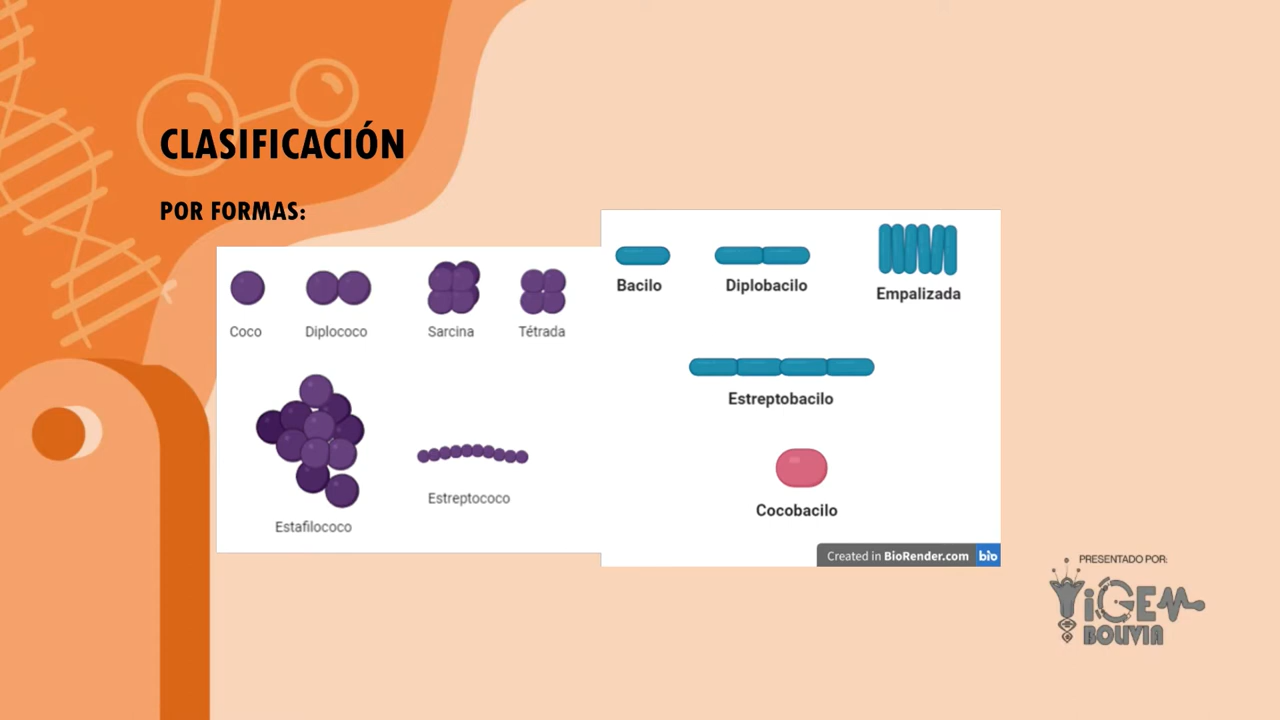 CLASIFICACIÓN
POR FORMAS:
Coco
Diplococo
Sarcina
Tétrada
Estafilococo
Estreptococo
Bacilo
Diplobacilo
Empalizada
Estreptobacilo
Cocobacilo
Created in BioRender.com bio
PRESENTADO POR:
iGEM
BOLIVIA